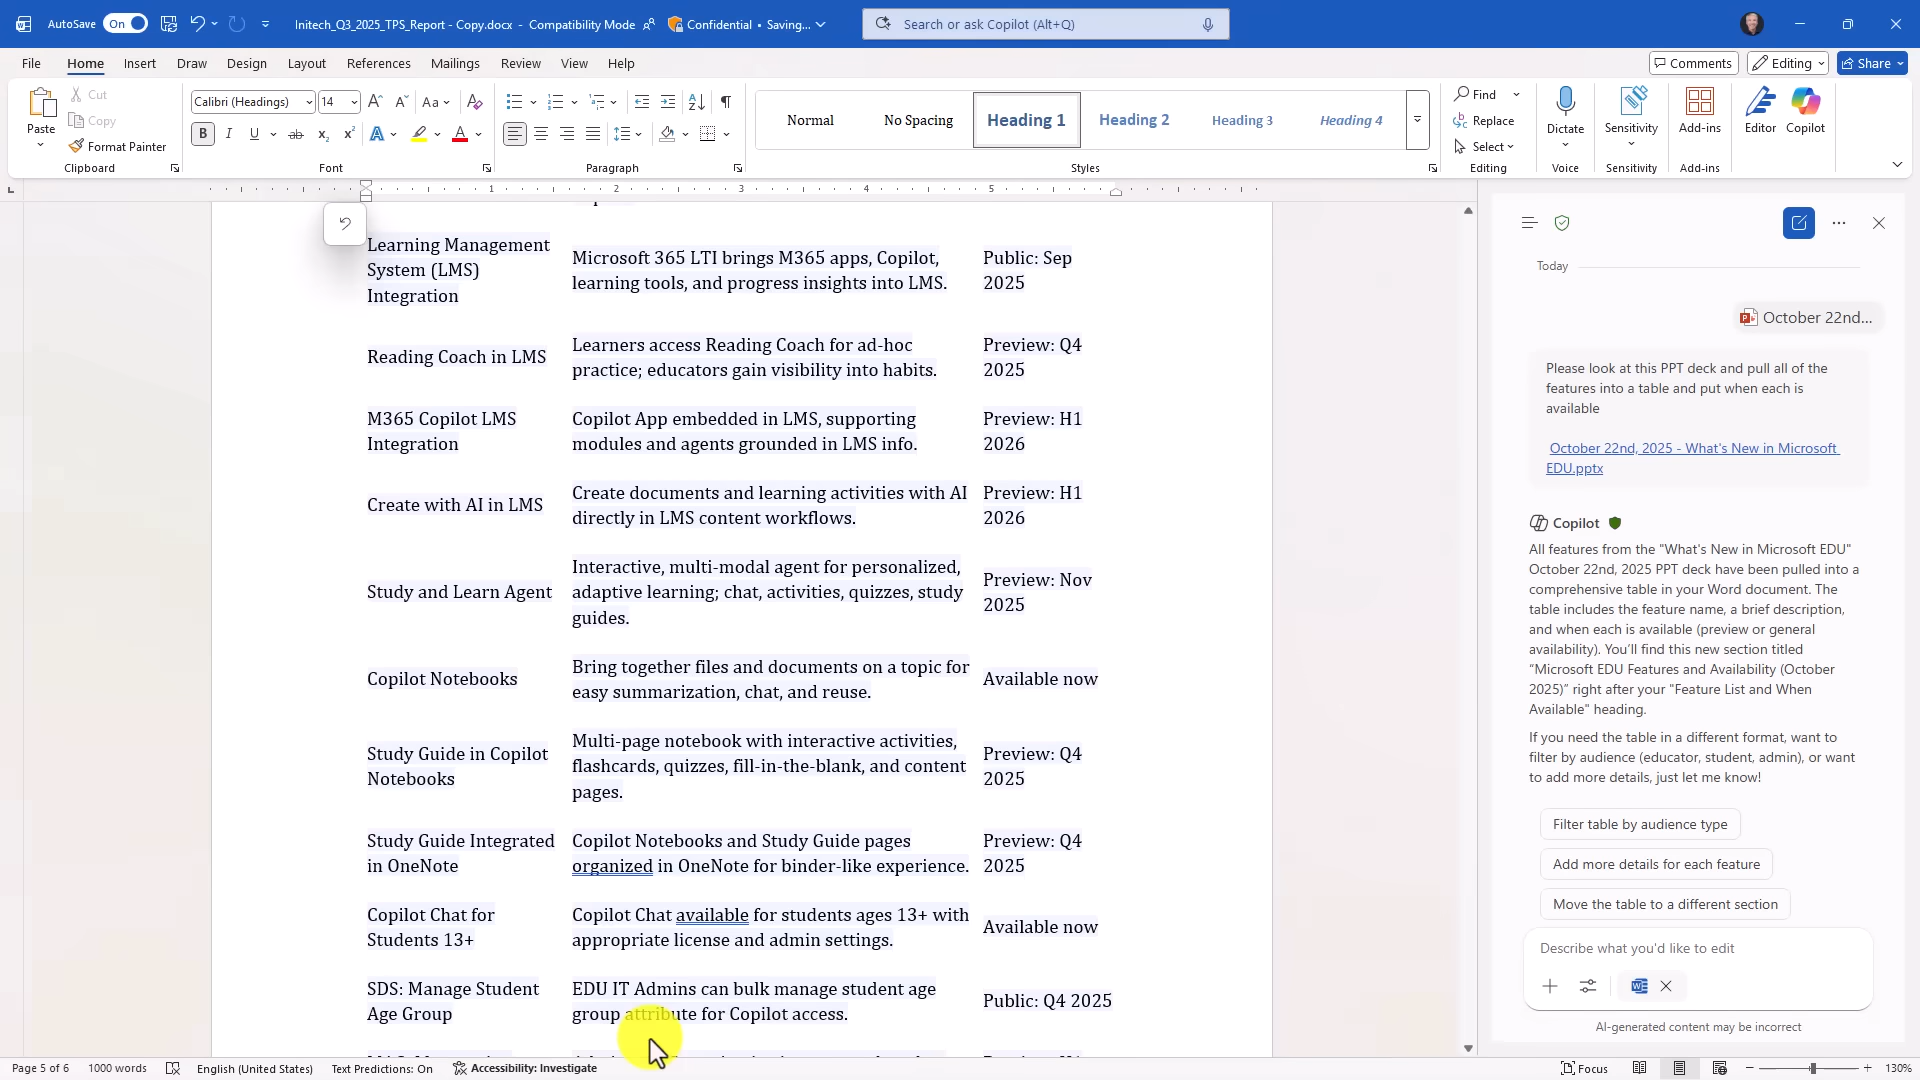 AutoSave On
Initech_Q3_2025_TPS_Report - Copy.docx - Compatibility Mode
Confidential • Saving...
Search or ask Copilot (Alt+Q)
File Home Insert Draw Design Layout References Mailings Review View Help
Comments Editing Share
Paste
Cut
Copy
Format Painter
Clipboard
Calibri (Headings) 14
Font
Paragraph
Normal No Spacing Heading 1 Heading 2 Heading 3 Heading 4
Styles
Find
Replace
Select
Editing
Dictate
Voice
Sensitivity
Sensitivity
Add-ins
Add-ins
Editor
Copilot
1 2 3 4 5
Learning Management
System (LMS)
Integration
Microsoft 365 LTI brings M365 apps, Copilot,
learning tools, and progress insights into LMS.
Public: Sep
2025
Reading Coach in LMS
Learners access Reading Coach for ad-hoc
practice; educators gain visibility into habits.
Preview: Q4
2025
M365 Copilot LMS
Integration
Copilot App embedded in LMS, supporting
modules and agents grounded in LMS info.
Preview: H1
2026
Create with AI in LMS
Create documents and learning activities with AI
directly in LMS content workflows.
Preview: H1
2026
Study and Learn Agent
Interactive, multi-modal agent for personalized,
adaptive learning; chat, activities, quizzes, study
guides.
Preview: Nov
2025
Copilot Notebooks
Bring together files and documents on a topic for
easy summarization, chat, and reuse.
Available now
Study Guide in Copilot
Notebooks
Multi-page notebook with interactive activities,
flashcards, quizzes, fill-in-the-blank, and content
pages.
Preview: Q4
2025
Study Guide Integrated
in OneNote
Copilot Notebooks and Study Guide pages
organized in OneNote for binder-like experience.
Preview: Q4
2025
Copilot Chat for
Students 13+
Copilot Chat available for students ages 13+ with
appropriate license and admin settings.
Available now
SDS: Manage Student
Age Group
EDU IT Admins can bulk manage student age
group attribute for Copilot access.
Public: Q4 2025
Today
October 22nd...
Please look at this PPT deck and pull all of the
features into a table and put when each is
available
October 22nd, 2025 - What's New in Microsoft
EDU.pptx
Copilot
All features from the "What's New in Microsoft EDU"
October 22nd, 2025 PPT deck have been pulled into a
comprehensive table in your Word document. The
table includes the feature name, a brief description,
and when each is available (preview or general
availability). You'll find this new section titled
“Microsoft EDU Features and Availability (October
2025)” right after your "Feature List and When
Available" heading.
If you need the table in a different format, want to
filter by audience (educator, student, admin), or want
to add more details, just let me know!
Filter table by audience type
Add more details for each feature
Move the table to a different section
Describe what you'd like to edit
AI-generated content may be incorrect
Page 5 of 6 1000 words English (United States) Text Predictions: On Accessibility: Investigate
Focus
130%